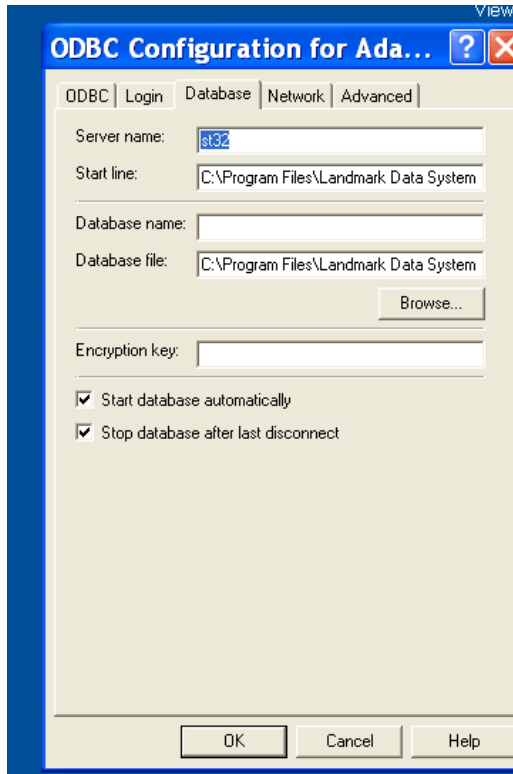 View
ODBC Configuration for Ada... ? X
ODBC Login Database Network Advanced
Server name: st32
Start line: C:\Program Files\Landmark Data System
Database name:
Database file: C:\Program Files\Landmark Data System
Browse...
Encryption key:
Start database automatically
Stop database after last disconnect
OK Cancel Help